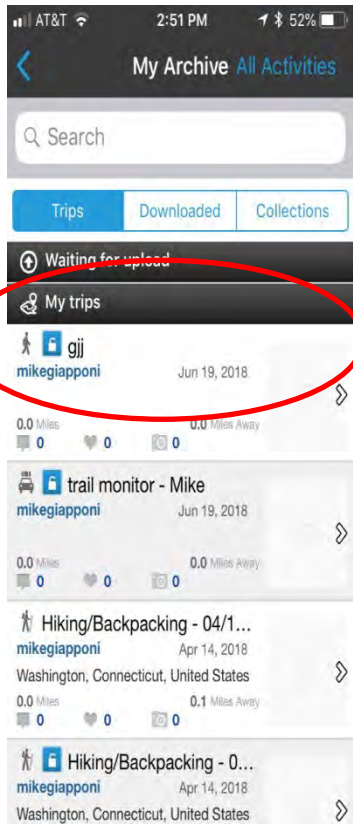 AT&T 2:51 PM 52%
My Archive All Activities
Search
Trips Downloaded Collections
Waiting for upload
My trips
gjj
mikegiapponi Jun 19, 2018
0.0 Miles 0.0 Miles Away
0 0 0
trail monitor - Mike
mikegiapponi Jun 19, 2018
0.0 Miles 0.0 Miles Away
0 0 0
Hiking/Backpacking - 04/1...
mikegiapponi Apr 14, 2018
Washington, Connecticut, United States
0.0 Miles 0.1 Miles Away
0 0 0
Hiking/Backpacking - 0...
mikegiapponi Apr 14, 2018
Washington, Connecticut, United States